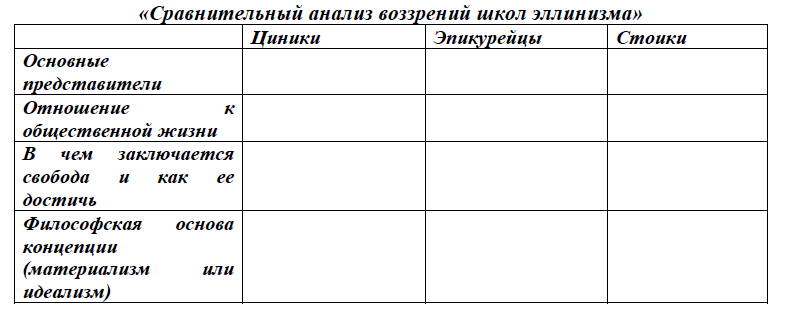 «Сравнительный анализ воззрений школ эллинизма»
Циники Эпикурейцы Стоики
Основные
представители
Отношение к
общественной жизни
В чем заключается
свобода и как ее
достичь
Философская основа
концепции
(материализм или
идеализм)